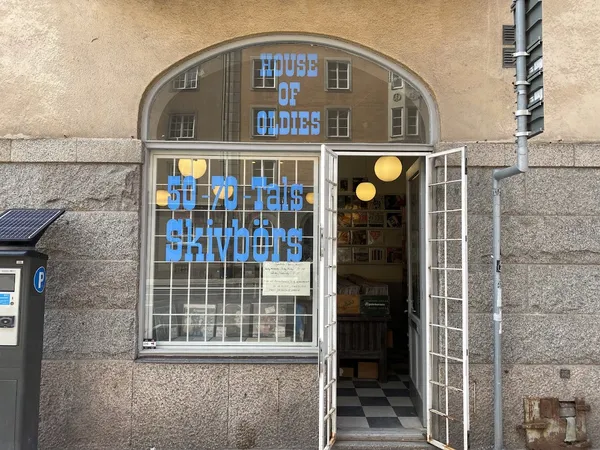 HOUSE
OF
OLDIES
50-70-Tals
Skivbörs
P